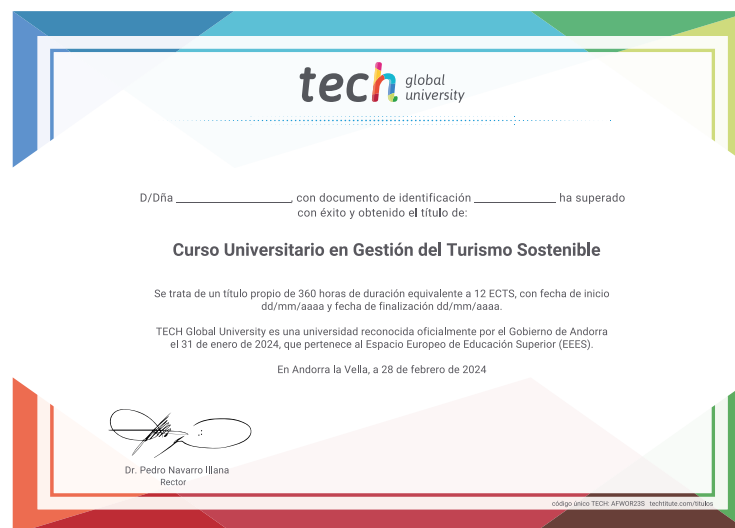 tech global university
D/Dña ____________________, con documento de identificación ______________ ha superado
con éxito y obtenido el título de:
Curso Universitario en Gestión del Turismo Sostenible
Se trata de un título propio de 360 horas de duración equivalente a 12 ECTS, con fecha de inicio
dd/mm/aaaa y fecha de finalización dd/mm/aaaa.
TECH Global University es una universidad reconocida oficialmente por el Gobierno de Andorra
el 31 de enero de 2024, que pertenece al Espacio Europeo de Educación Superior (EEES).
En Andorra la Vella, a 28 de febrero de 2024
Dr. Pedro Navarro Illana
Rector
código único TECH: AFWOR23S techtitute.com/titulos